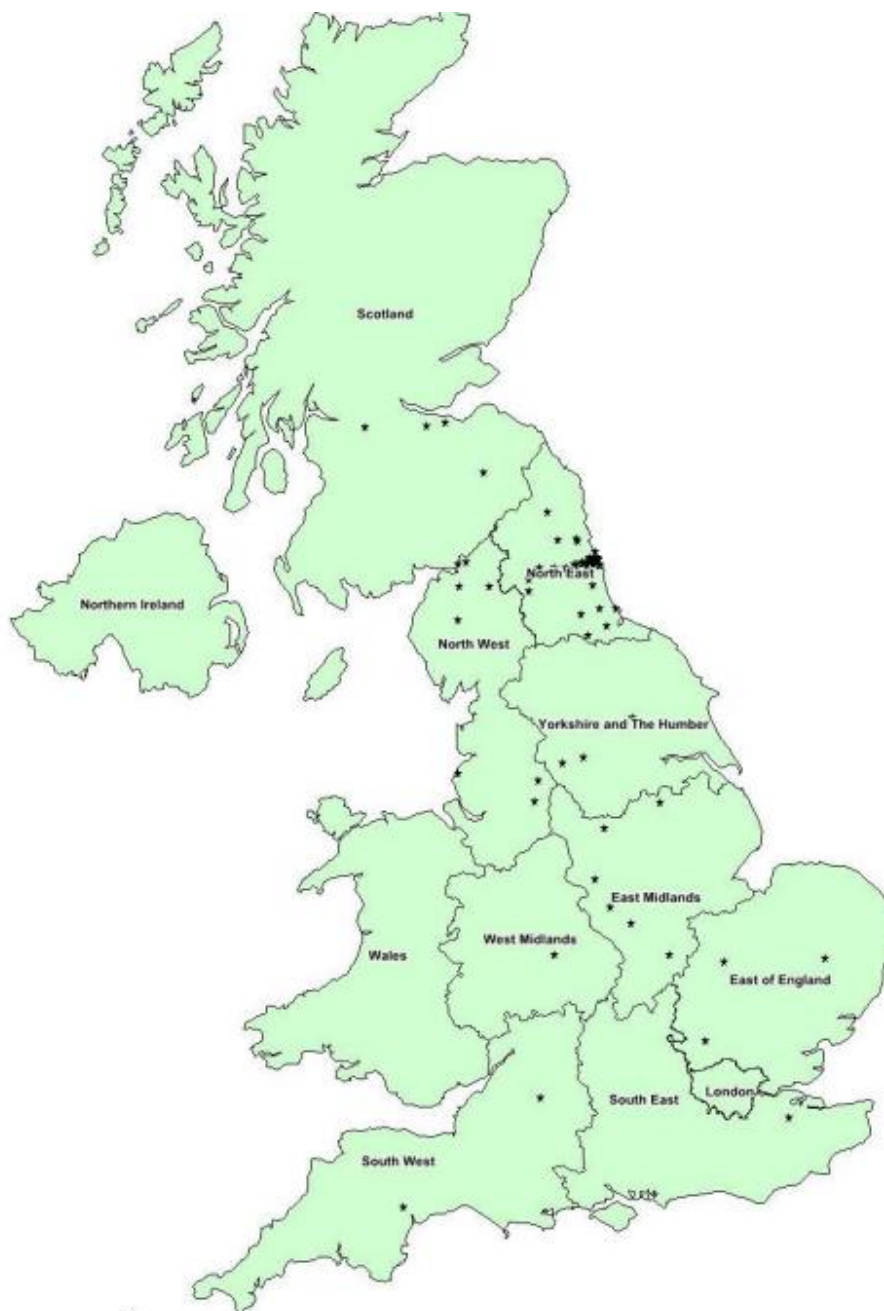 Scotland
North East
Northern Ireland
North West
Yorkshire and The Humber
East Midlands
West Midlands
Wales
East of England
London
South East
South West